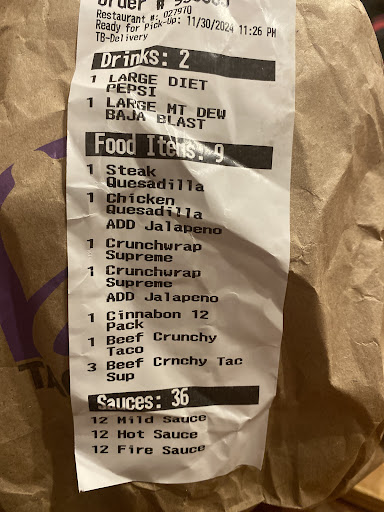 Order #
Restaurant #: 027970
Ready for Pick-Up: 11/30/2024 11:26 PM
TB-Delivery
Drinks: 2
1 LARGE DIET
PEPSI
1 LARGE MT DEW
BAJA BLAST
Food Items: 9
1 Steak
Quesadilla
1 Chicken
Quesadilla
ADD Jalapeno
1 Crunchwrap
Supreme
1 Crunchwrap
Supreme
ADD Jalapeno
1 Cinnabon 12
Pack
1 Beef Crunchy
Taco
3 Beef Crnchy Tac
Sup
Sauces: 36
12 Mild Sauce
12 Hot Sauce
12 Fire Sauce
TA